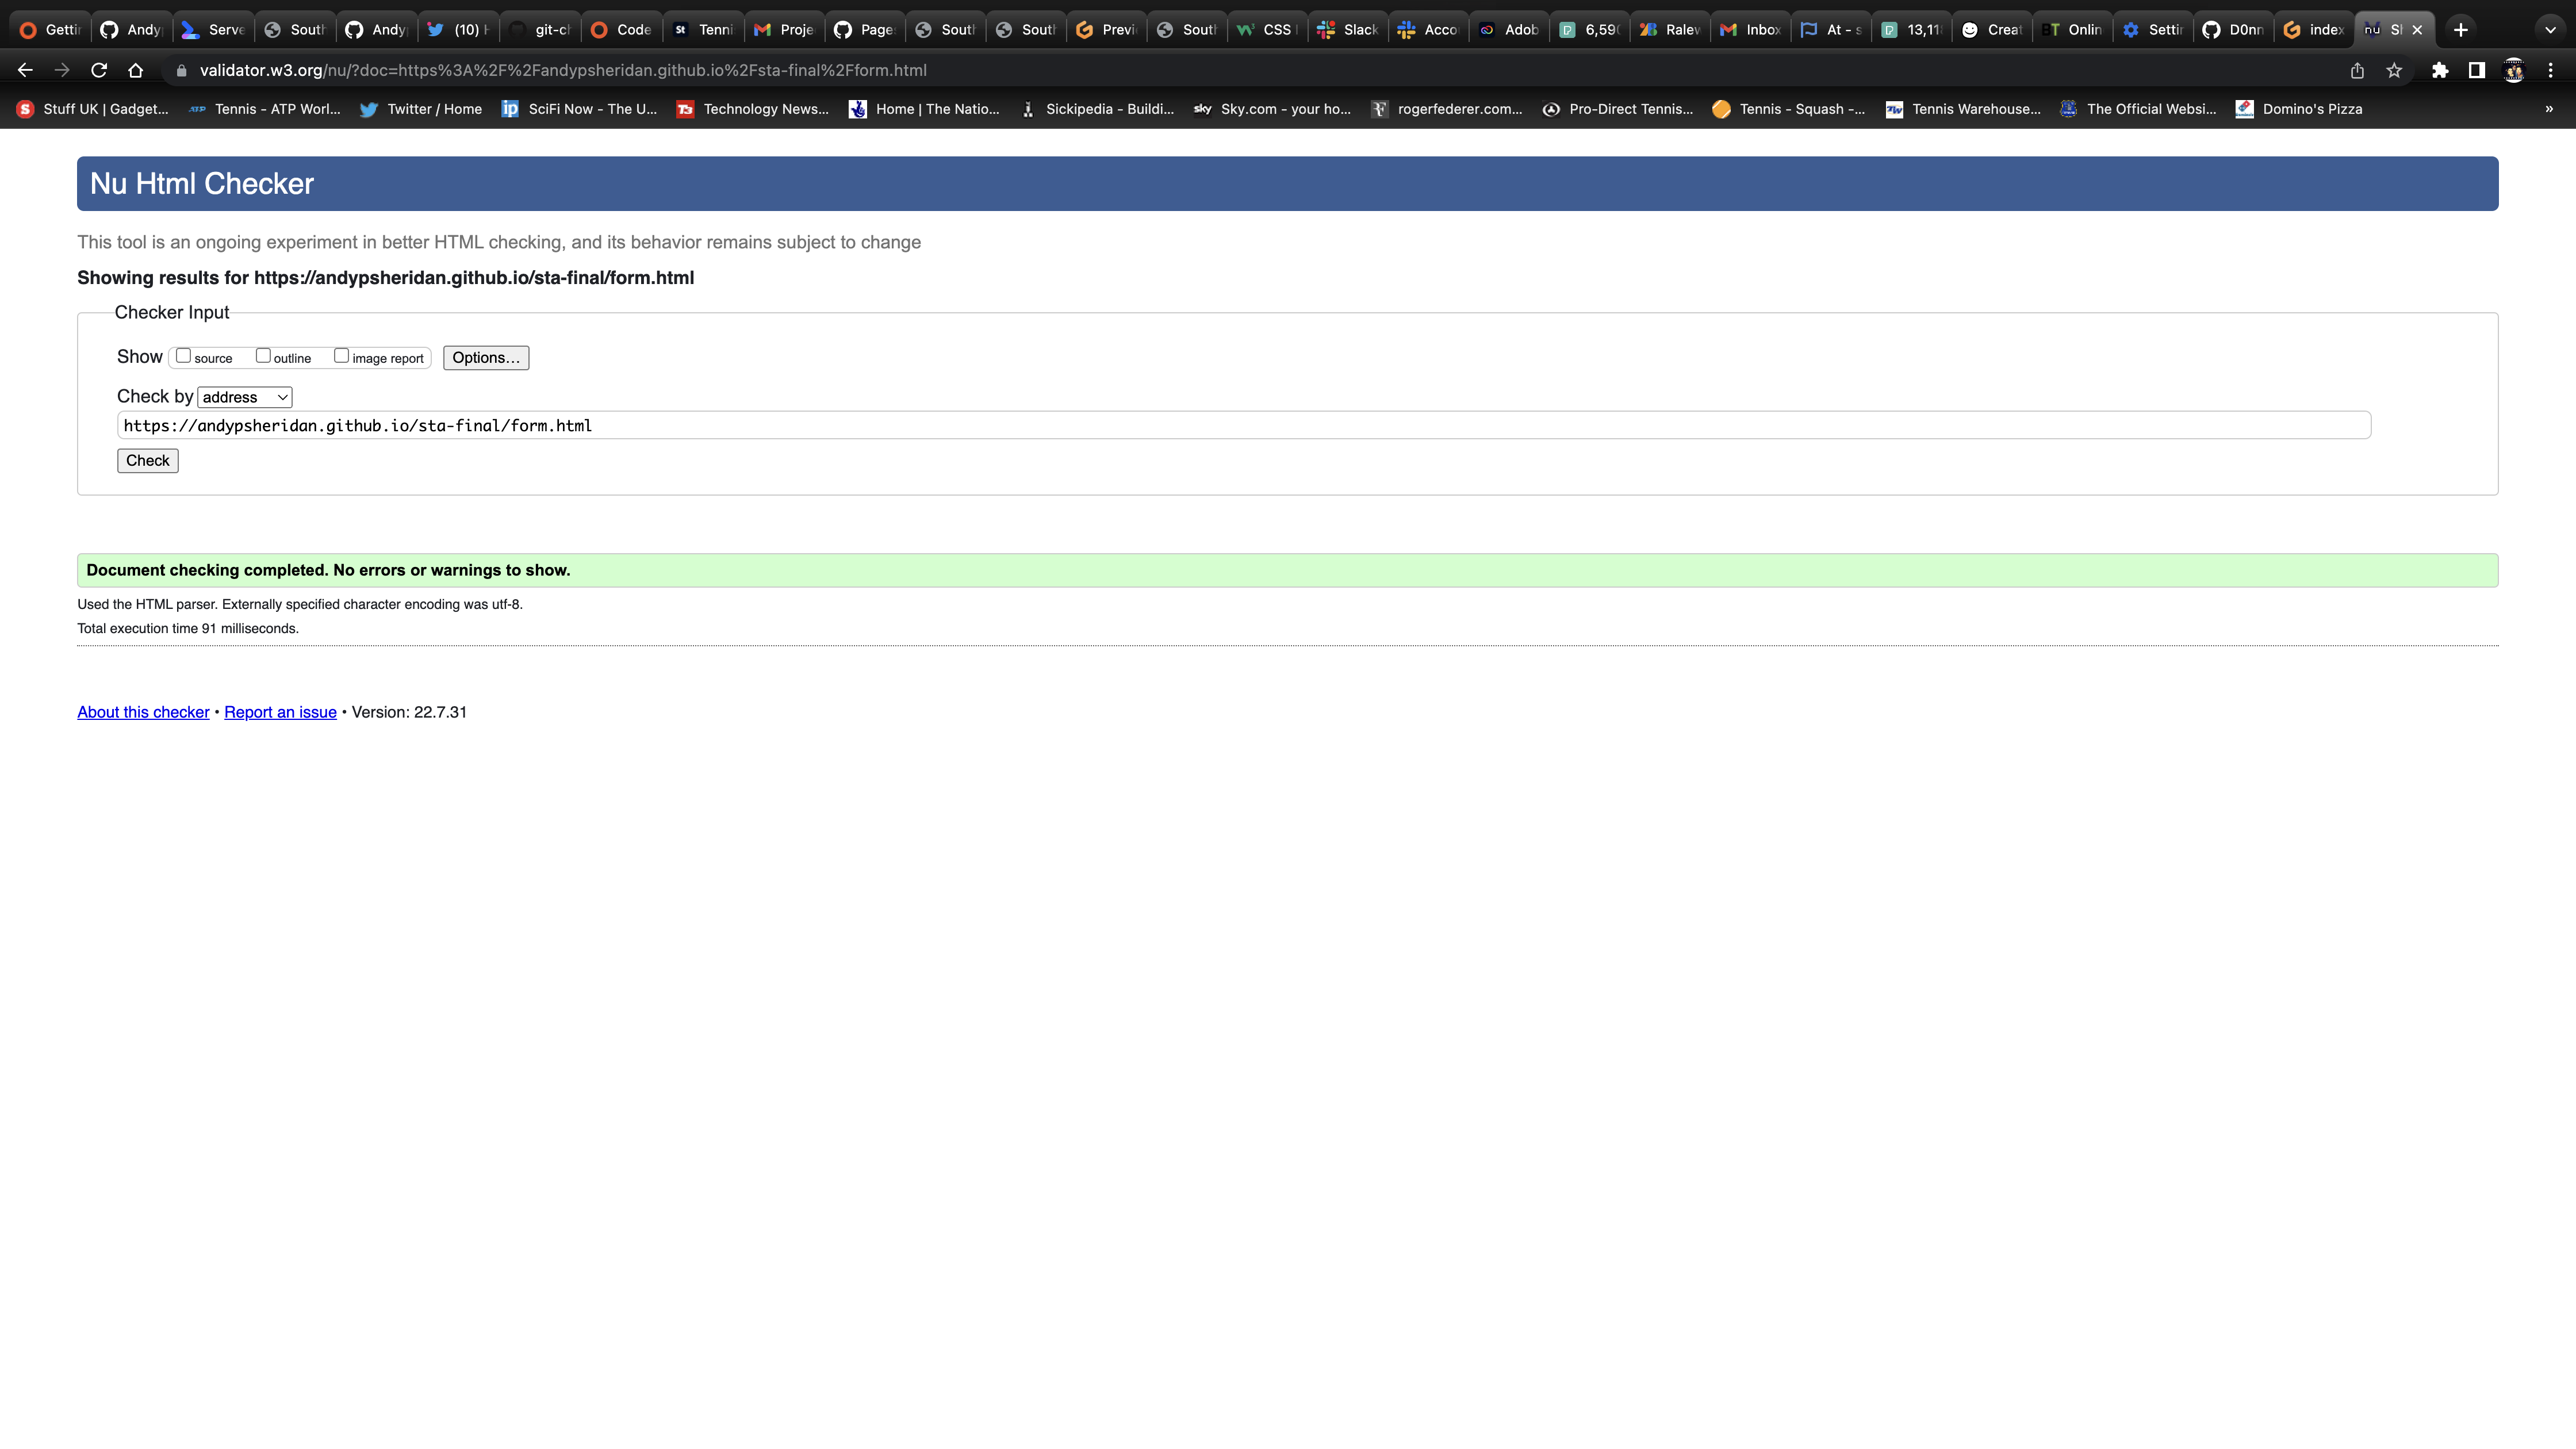 Gettin Andy Serve South Andy (10) H git-ch Code Tenni Proje Page South South Previ South CSS Slack Acco Adob 6,590 Ralew Inbox At - s 13,118 Creat Onlin Settin D0nn index Sh
validator.w3.org/nu/?doc=https%3A%2F%2Fandypsheridan.github.io%2Fsta-final%2Fform.html
Stuff UK | Gadget... Tennis - ATP Worl... Twitter / Home SciFi Now - The U... Technology News... Home | The Natio... Sickipedia - Buildi... Sky.com - your ho... rogerfederer.com... Pro-Direct Tennis... Tennis - Squash -... Tennis Warehouse... The Official Websi... Domino's Pizza »
Nu Html Checker
This tool is an ongoing experiment in better HTML checking, and its behavior remains subject to change
Showing results for https://andypsheridan.github.io/sta-final/form.html
Checker Input
Show source outline image report Options...
Check by address
https://andypsheridan.github.io/sta-final/form.html
Check
Document checking completed. No errors or warnings to show.
Used the HTML parser. Externally specified character encoding was utf-8.
Total execution time 91 milliseconds.
About this checker • Report an issue • Version: 22.7.31